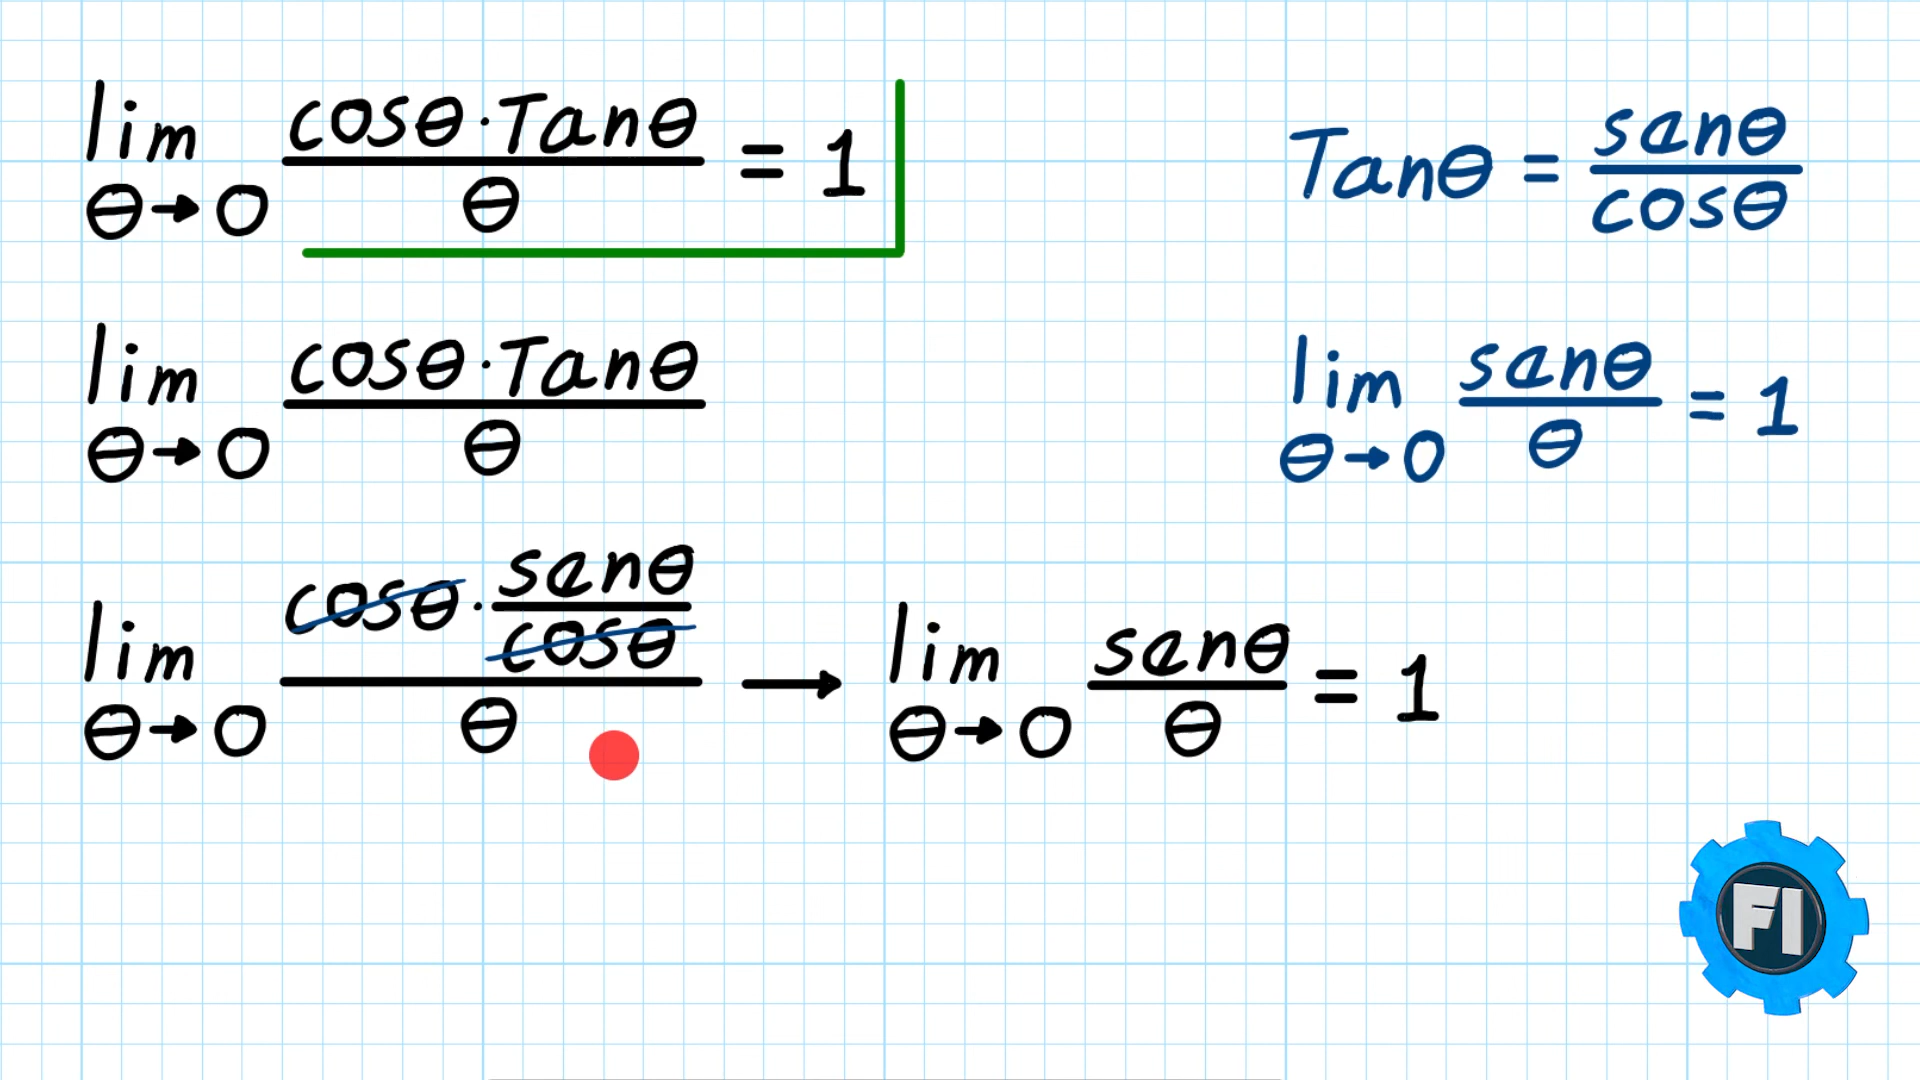 lim θ→0 (cosθ·Tanθ)/θ = 1
Tanθ = senθ/cosθ
lim θ→0 (cosθ·Tanθ)/θ
lim θ→0 senθ/θ = 1
lim θ→0 (cosθ·senθ/cosθ)/θ → lim θ→0 senθ/θ = 1
FI